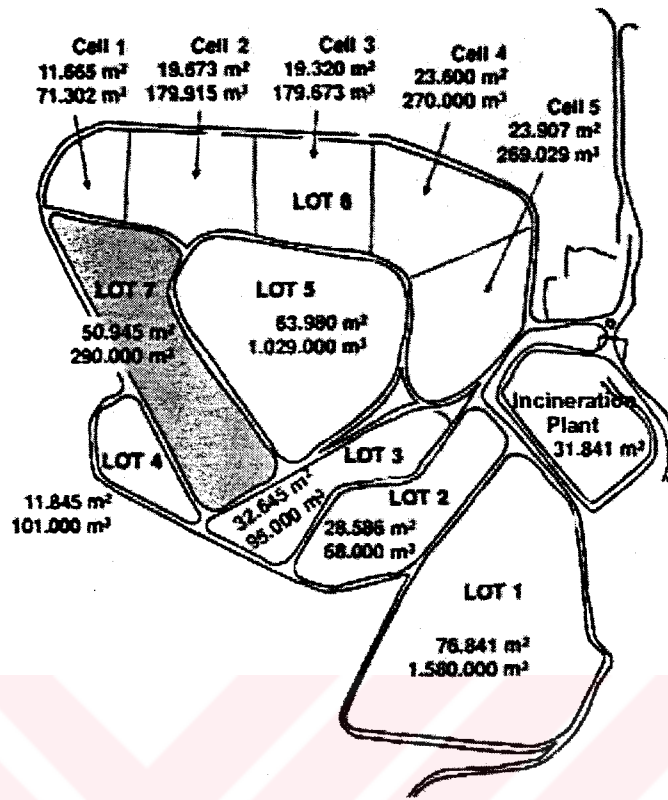 Cell 1
11.665 m²
71.302 m³
Cell 2
19.673 m²
179.915 m³
Cell 3
19.320 m²
179.673 m³
Cell 4
23.600 m²
270.000 m³
Cell 5
23.907 m²
269.029 m³
LOT 6
LOT 7
50.945 m²
290.000 m³
LOT 5
63.980 m²
1.029.000 m³
Incineration
Plant
31.841 m²
LOT 4
11.845 m²
101.000 m³
LOT 3
32.645 m²
95.000 m³
LOT 2
28.586 m²
68.000 m³
LOT 1
76.841 m²
1.580.000 m³